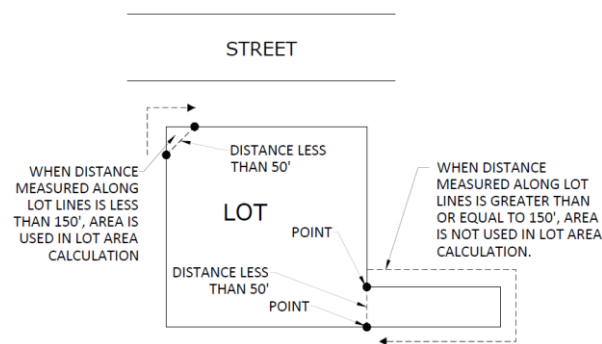 STREET
DISTANCE LESS
THAN 50'
WHEN DISTANCE
MEASURED ALONG
LOT LINES IS LESS
THAN 150', AREA IS
USED IN LOT AREA
CALCULATION
LOT
WHEN DISTANCE
MEASURED ALONG LOT
LINES IS GREATER THAN
OR EQUAL TO 150', AREA
IS NOT USED IN LOT AREA
CALCULATION.
POINT
DISTANCE LESS
THAN 50'
POINT